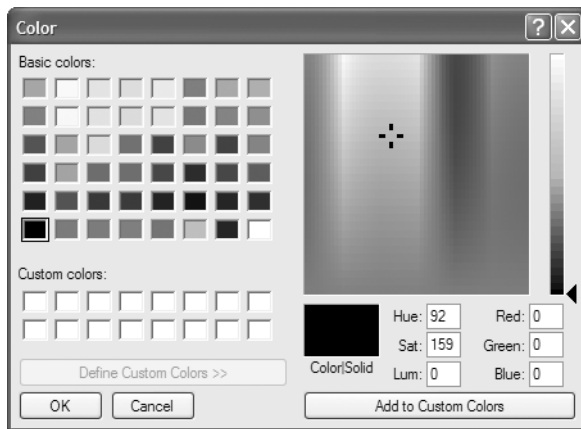 Color
Basic colors:
Custom colors:
Define Custom Colors >>
OK
Cancel
Color|Solid
Hue: 92
Sat: 159
Lum: 0
Red: 0
Green: 0
Blue: 0
Add to Custom Colors